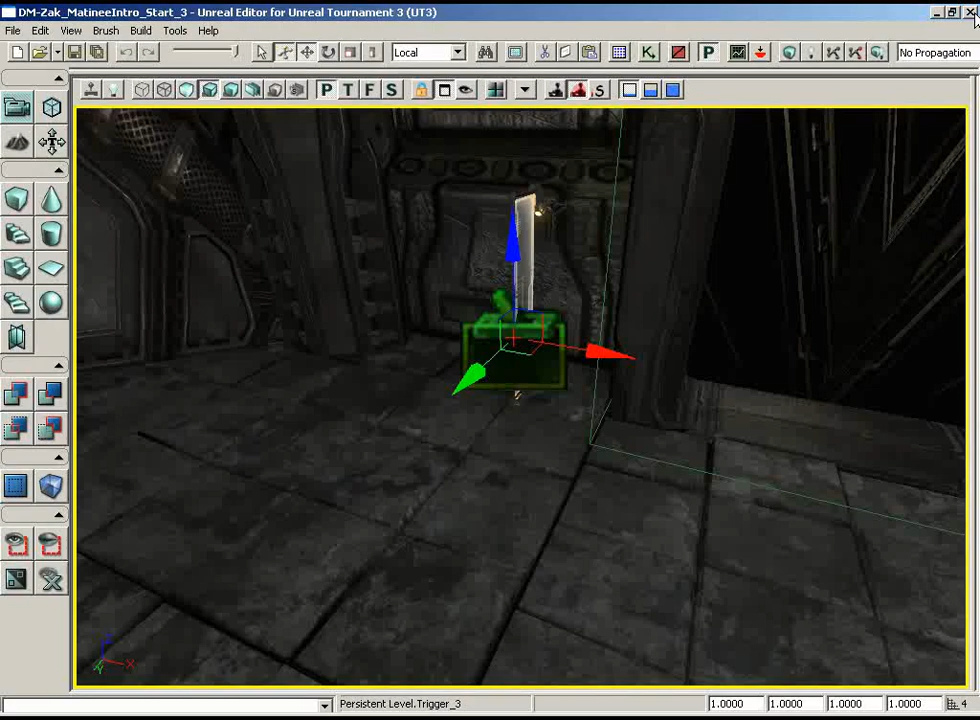 DM-Zak_MatineeIntro_Start_3 - Unreal Editor for Unreal Tournament 3 (UT3)
File Edit View Brush Build Tools Help
Local
P
No Propagation
P T F S
S
Z
X
Y
Persistent Level.Trigger_3
1.0000 1.0000 1.0000 1.0000
4